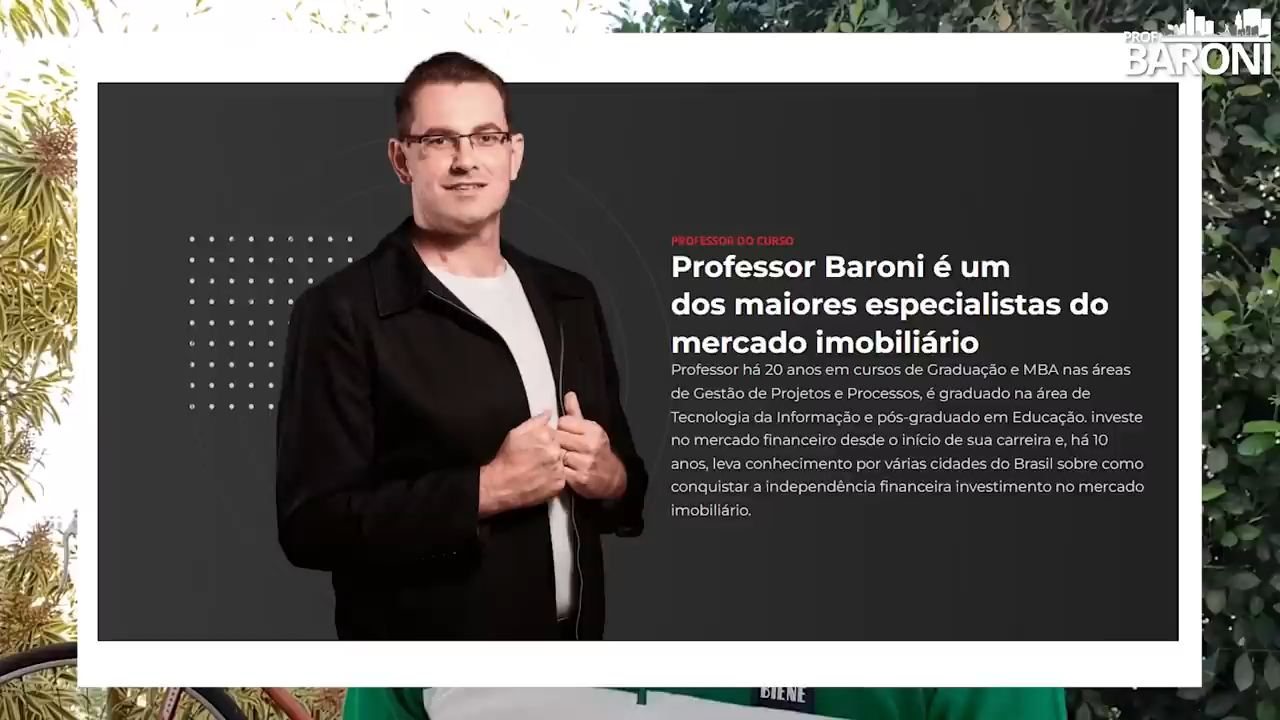 PROF.
BARONI
PROFESSOR DO CURSO
Professor Baroni é um
dos maiores especialistas do
mercado imobiliário
Professor há 20 anos em cursos de Graduação e MBA nas áreas
de Gestão de Projetos e Processos, é graduado na área de
Tecnologia da Informação e pós-graduado em Educação. investe
no mercado financeiro desde o início de sua carreira e, há 10
anos, leva conhecimento por várias cidades do Brasil sobre como
conquistar a independência financeira investimento no mercado
imobiliário.
BIENE